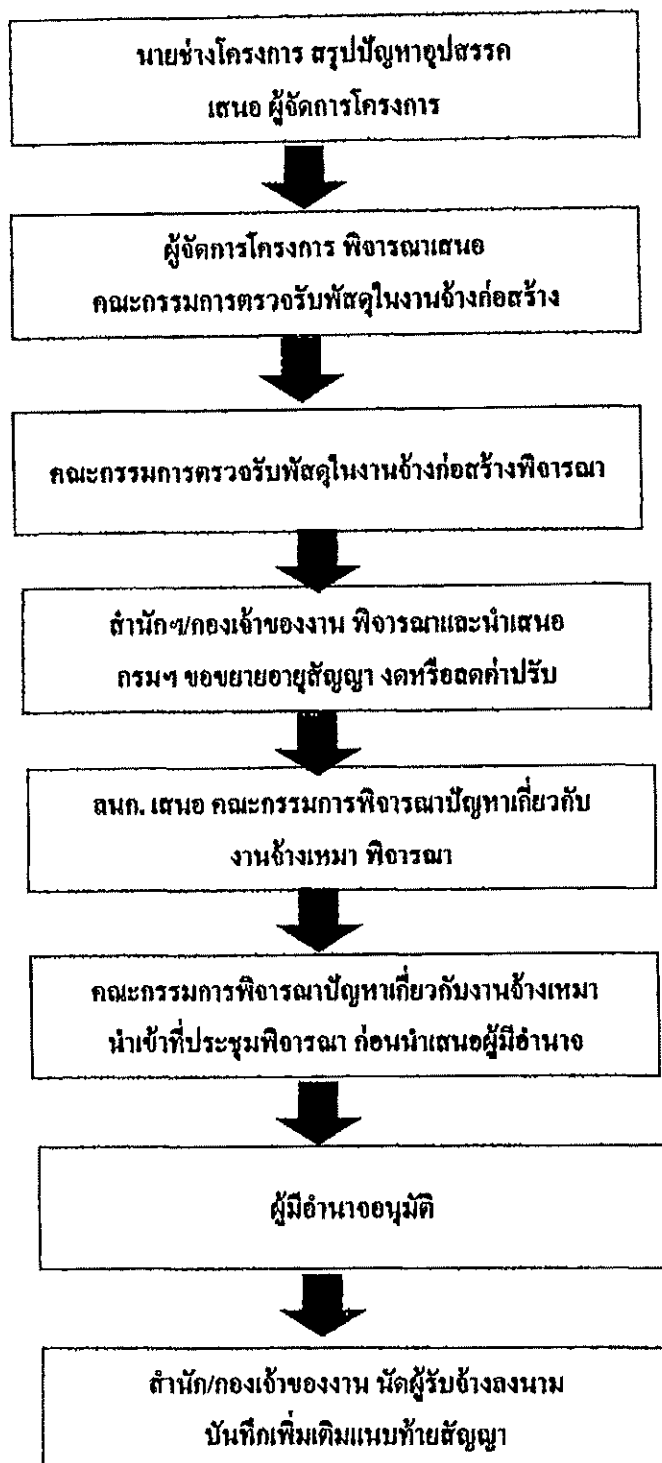 นายช่างโครงการ สรุปปัญหาอุปสรรค
เสนอ ผู้จัดการโครงการ
ผู้จัดการโครงการ พิจารณาเสนอ
คณะกรรมการตรวจรับพัสดุในงานจ้างก่อสร้าง
คณะกรรมการตรวจรับพัสดุในงานจ้างก่อสร้างพิจารณา
สำนักฯ/กองเจ้าของงาน พิจารณาและนำเสนอ
กรมฯ ขอขยายอายุสัญญา งดหรือลดค่าปรับ
ลนก. เสนอ คณะกรรมการพิจารณาปัญหาเกี่ยวกับ
งานจ้างเหมา พิจารณา
คณะกรรมการพิจารณาปัญหาเกี่ยวกับงานจ้างเหมา
นำเข้าที่ประชุมพิจารณา ก่อนนำเสนอผู้มีอำนาจ
ผู้มีอำนาจอนุมัติ
สำนัก/กองเจ้าของงาน นัดผู้รับจ้างลงนาม
บันทึกเพิ่มเติมแนบท้ายสัญญา